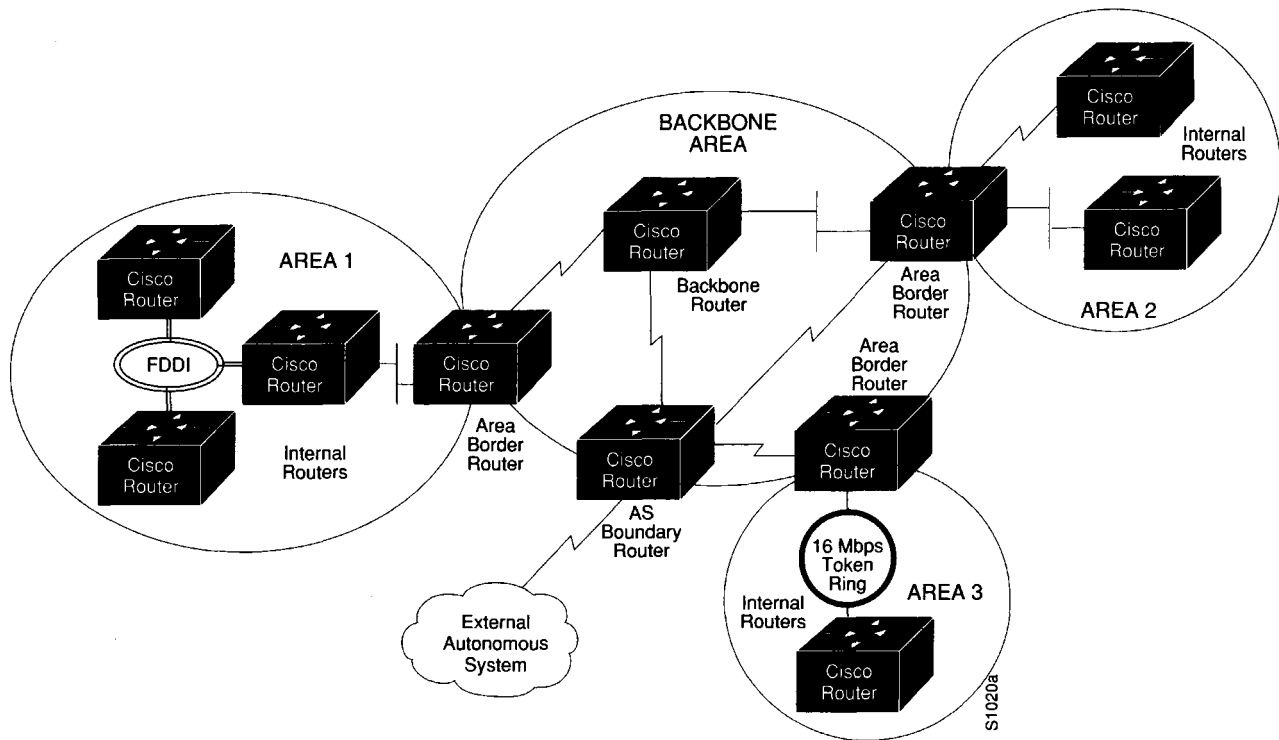 BACKBONE
AREA
Cisco
Router
Internal
Routers
Cisco
Router
AREA 2
Cisco
Router
Backbone
Router
Cisco
Router
Area
Border
Router
AREA 1
Cisco
Router
FDDI
Cisco
Router
Cisco
Router
Internal
Routers
Cisco
Router
Area
Border
Router
Area
Border
Router
Cisco
Router
Cisco
Router
AS
Boundary
Router
External
Autonomous
System
16 Mbps
Token
Ring
AREA 3
Internal
Routers
Cisco
Router
S1020a